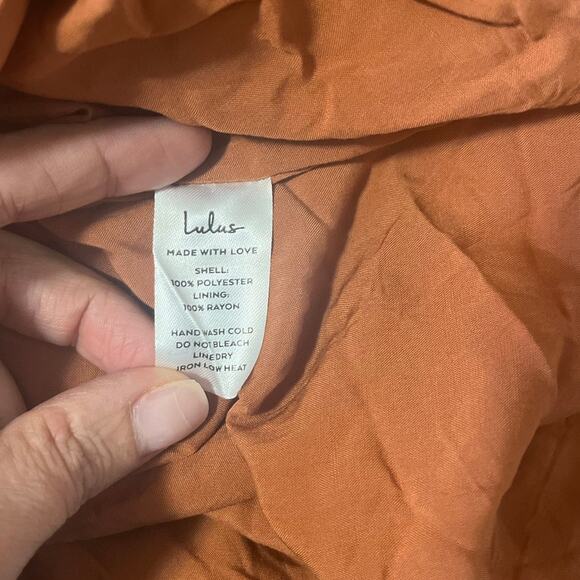 Lulus
MADE WITH LOVE
SHELL:
100% POLYESTER
LINING:
100% RAYON
HAND WASH COLD
DO NOT BLEACH
LINE DRY
IRON LOW HEAT